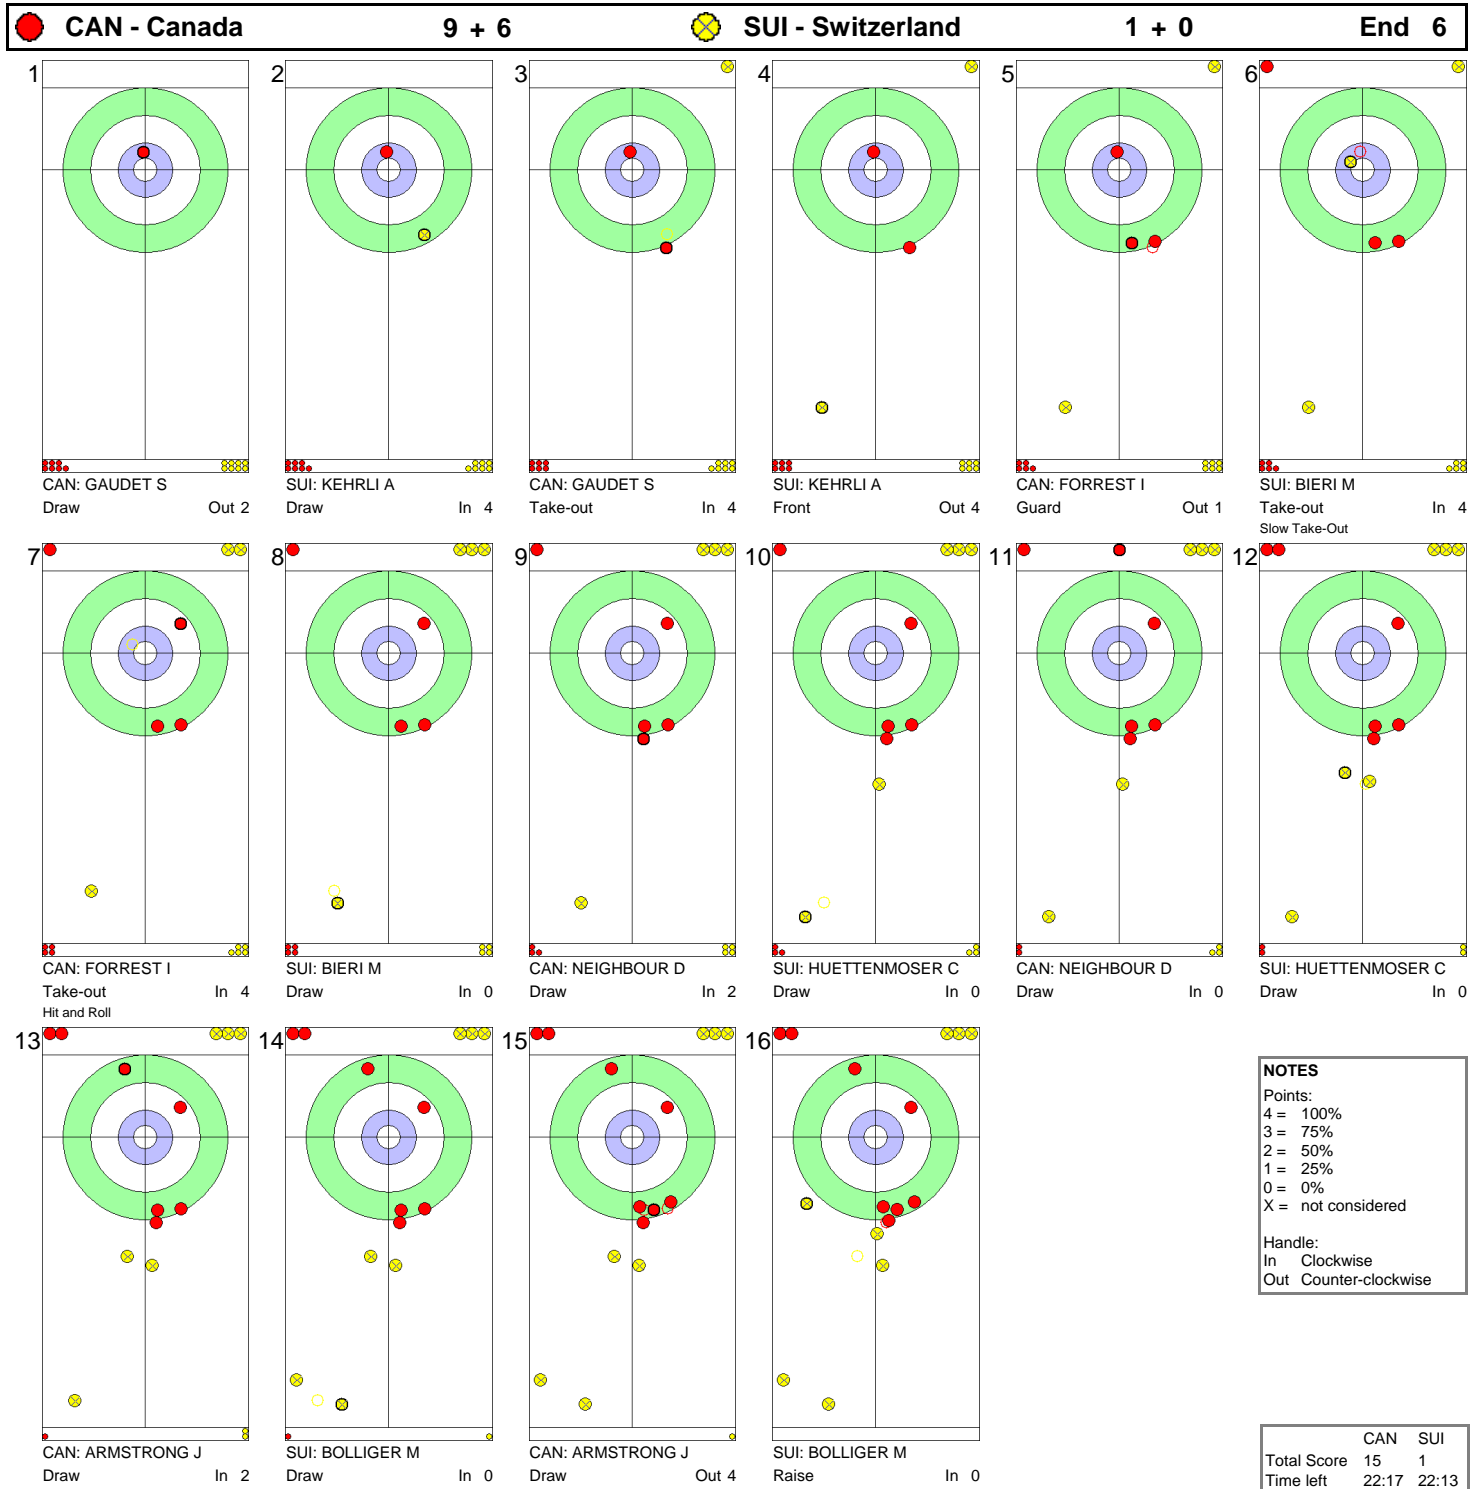 CAN - Canada 9 + 6 SUI - Switzerland 1 + 0 End 6
1 2 3 4 5 6
CAN: GAUDET S SUI: KEHRLI A CAN: GAUDET S SUI: KEHRLI A CAN: FORREST I SUI: BIERI M
Draw Out 2 Draw In 4 Take-out In 4 Front Out 4 Guard Out 1 Take-out In 4
Slow Take-Out
7 8 9 10 11 12
CAN: FORREST I SUI: BIERI M CAN: NEIGHBOUR D SUI: HUETTENMOSER C CAN: NEIGHBOUR D SUI: HUETTENMOSER C
Take-out In 4 Draw In 0 Draw In 2 Draw In 0 Draw In 0 Draw In 0
Hit and Roll
13 14 15 16
CAN: ARMSTRONG J SUI: BOLLIGER M CAN: ARMSTRONG J SUI: BOLLIGER M
Draw In 2 Draw In 0 Draw Out 4 Raise In 0
NOTES
Points:
4 = 100%
3 = 75%
2 = 50%
1 = 25%
0 = 0%
X = not considered
Handle:
In Clockwise
Out Counter-clockwise
CAN SUI
Total Score 15 1
Time left 22:17 22:13